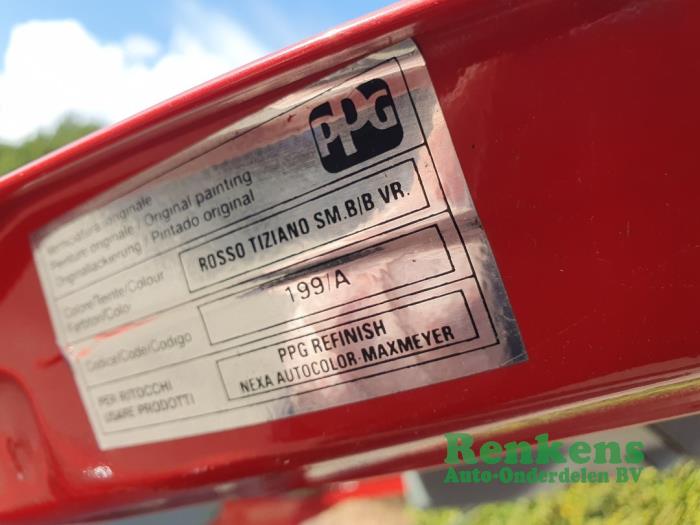 PPG
Verniciatura originale
Peinture originale / Original painting
Originallackierung / Pintado original
Colore/Teinte/Colour
Farbton/Color
ROSSO TIZIANO SM.B/B VR.
Codice/Code/Codigo
199/A
PER RITOCCHI
USARE PRODOTTI
PPG REFINISH
NEXA AUTOCOLOR-MAXMEYER
Renkens
Auto-Onderdelen BV